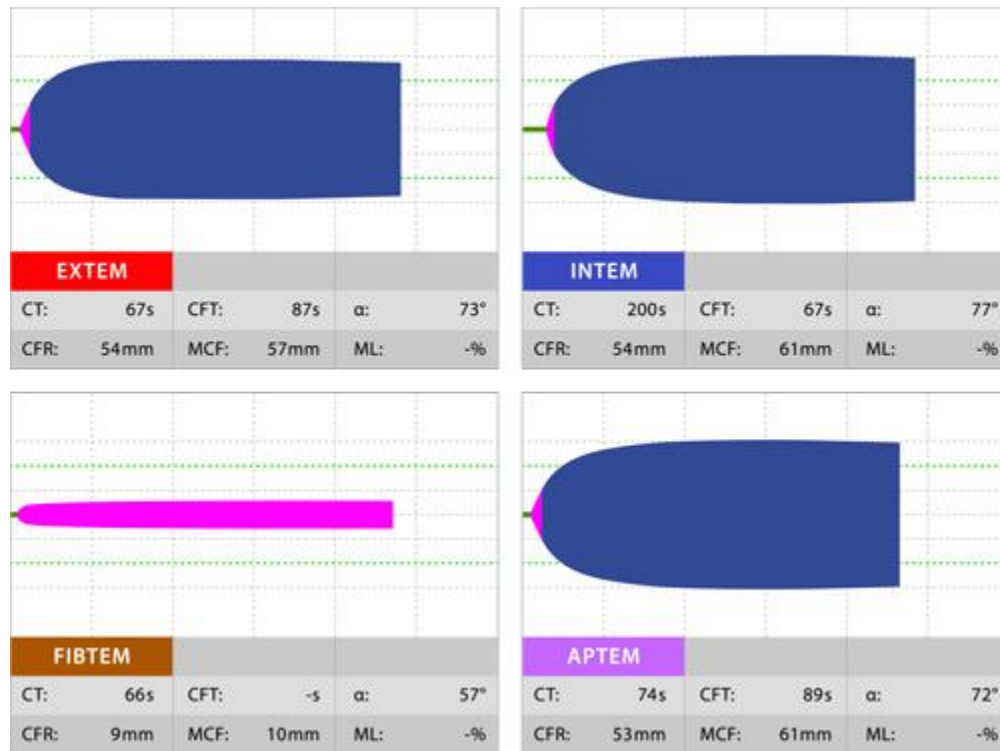 EXTEM
CT: 67s CFT: 87s α: 73°
CFR: 54mm MCF: 57mm ML: -%
INTEM
CT: 200s CFT: 67s α: 77°
CFR: 54mm MCF: 61mm ML: -%
FIBTEM
CT: 66s CFT: -s α: 57°
CFR: 9mm MCF: 10mm ML: -%
APTEM
CT: 74s CFT: 89s α: 72°
CFR: 53mm MCF: 61mm ML: -%